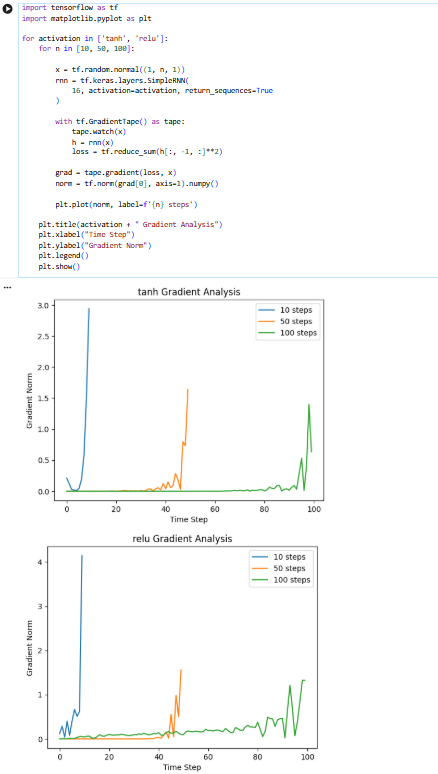 import tensorflow as tf
import matplotlib.pyplot as plt
for activation in ['tanh', 'relu']:
for n in [10, 50, 100]:
x = tf.random.normal((1, n, 1))
rnn = tf.keras.layers.SimpleRNN(
16, activation=activation, return_sequences=True
)
with tf.GradientTape() as tape:
tape.watch(x)
h = rnn(x)
loss = tf.reduce_sum(h[:, -1, :]**2)
grad = tape.gradient(loss, x)
norm = tf.norm(grad[0], axis=1).numpy()
plt.plot(norm, label=f'{n} steps')
plt.title(activation + " Gradient Analysis")
plt.xlabel("Time Step")
plt.ylabel("Gradient Norm")
plt.legend()
plt.show()
...
tanh Gradient Analysis
3.0
2.5
2.0
1.5
1.0
0.5
0.0
Gradient Norm
10 steps
50 steps
100 steps
0 20 40 60 80 100
Time Step
relu Gradient Analysis
4
3
2
1
0
Gradient Norm
10 steps
50 steps
100 steps
0 20 40 60 80 100
Time Step